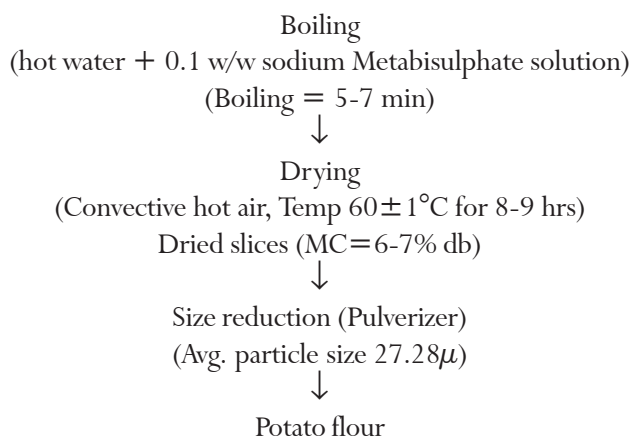 Boiling
(hot water + 0.1 w/w sodium Metabisulphate solution)
(Boiling = 5-7 min)
↓
Drying
(Convective hot air, Temp 60±1°C for 8-9 hrs)
Dried slices (MC=6-7% db)
↓
Size reduction (Pulverizer)
(Avg. particle size 27.28μ)
↓
Potato flour